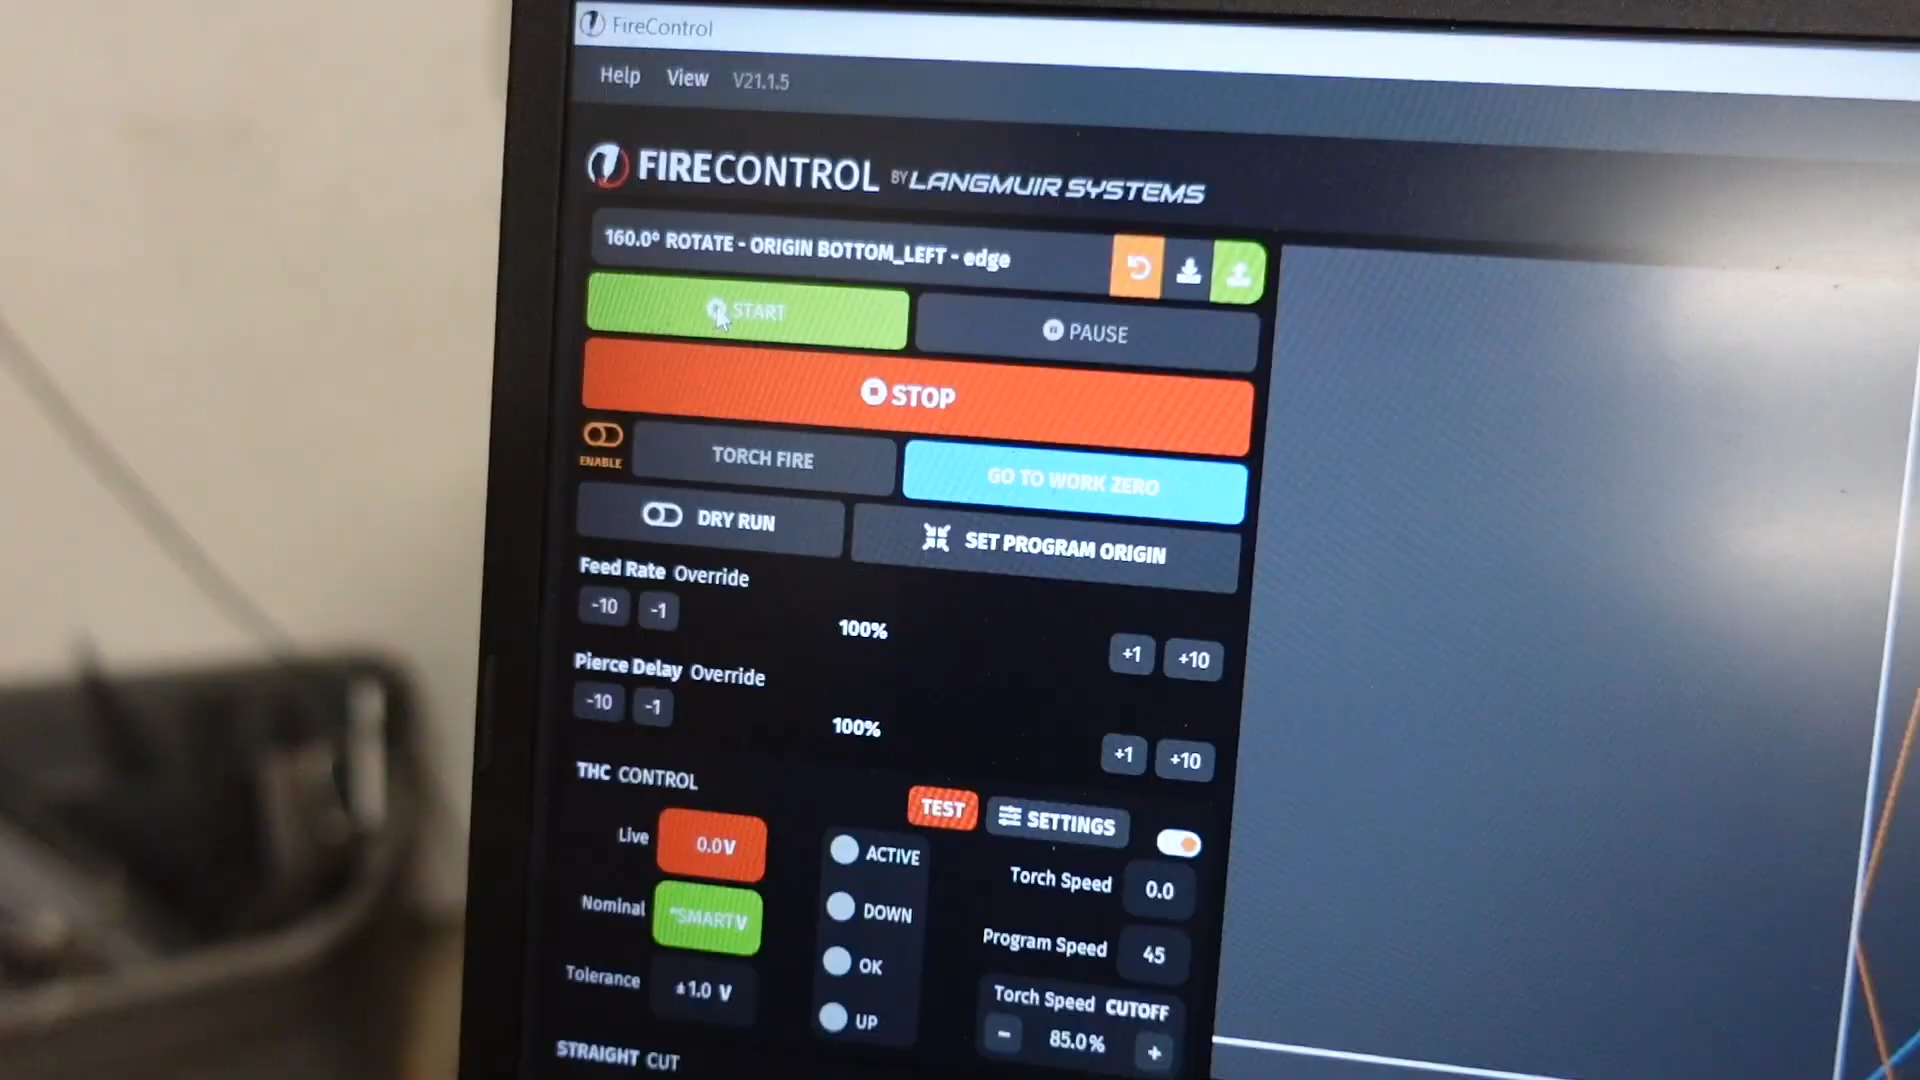 FireControl
Help View V21.1.5
FIRECONTROL BY LANGMUIR SYSTEMS
160.0° ROTATE - ORIGIN BOTTOM_LEFT - edge
START
PAUSE
STOP
ENABLE
TORCH FIRE
GO TO WORK ZERO
DRY RUN
SET PROGRAM ORIGIN
Feed Rate Override
-10 -1 100% +1 +10
Pierce Delay Override
-10 -1 100% +1 +10
THC CONTROL
TEST SETTINGS
Live 0.0V
Nominal *SMARTV
Tolerance ±1.0 V
ACTIVE
DOWN
OK
UP
Torch Speed 0.0
Program Speed 45
Torch Speed CUTOFF
- 85.0% +
STRAIGHT CUT